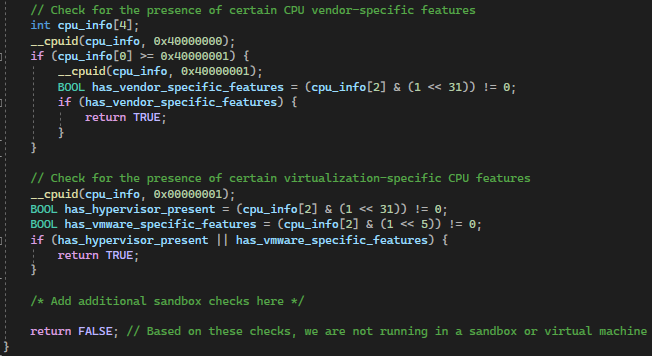 // Check for the presence of certain CPU vendor-specific features
int cpu_info[4];
__cpuid(cpu_info, 0x40000000);
if (cpu_info[0] >= 0x40000001) {
__cpuid(cpu_info, 0x40000001);
BOOL has_vendor_specific_features = (cpu_info[2] & (1 << 31)) != 0;
if (has_vendor_specific_features) {
return TRUE;
}
}
// Check for the presence of certain virtualization-specific CPU features
__cpuid(cpu_info, 0x00000001);
BOOL has_hypervisor_present = (cpu_info[2] & (1 << 31)) != 0;
BOOL has_vmware_specific_features = (cpu_info[2] & (1 << 5)) != 0;
if (has_hypervisor_present || has_vmware_specific_features) {
return TRUE;
}
/* Add additional sandbox checks here */
return FALSE; // Based on these checks, we are not running in a sandbox or virtual machine
}